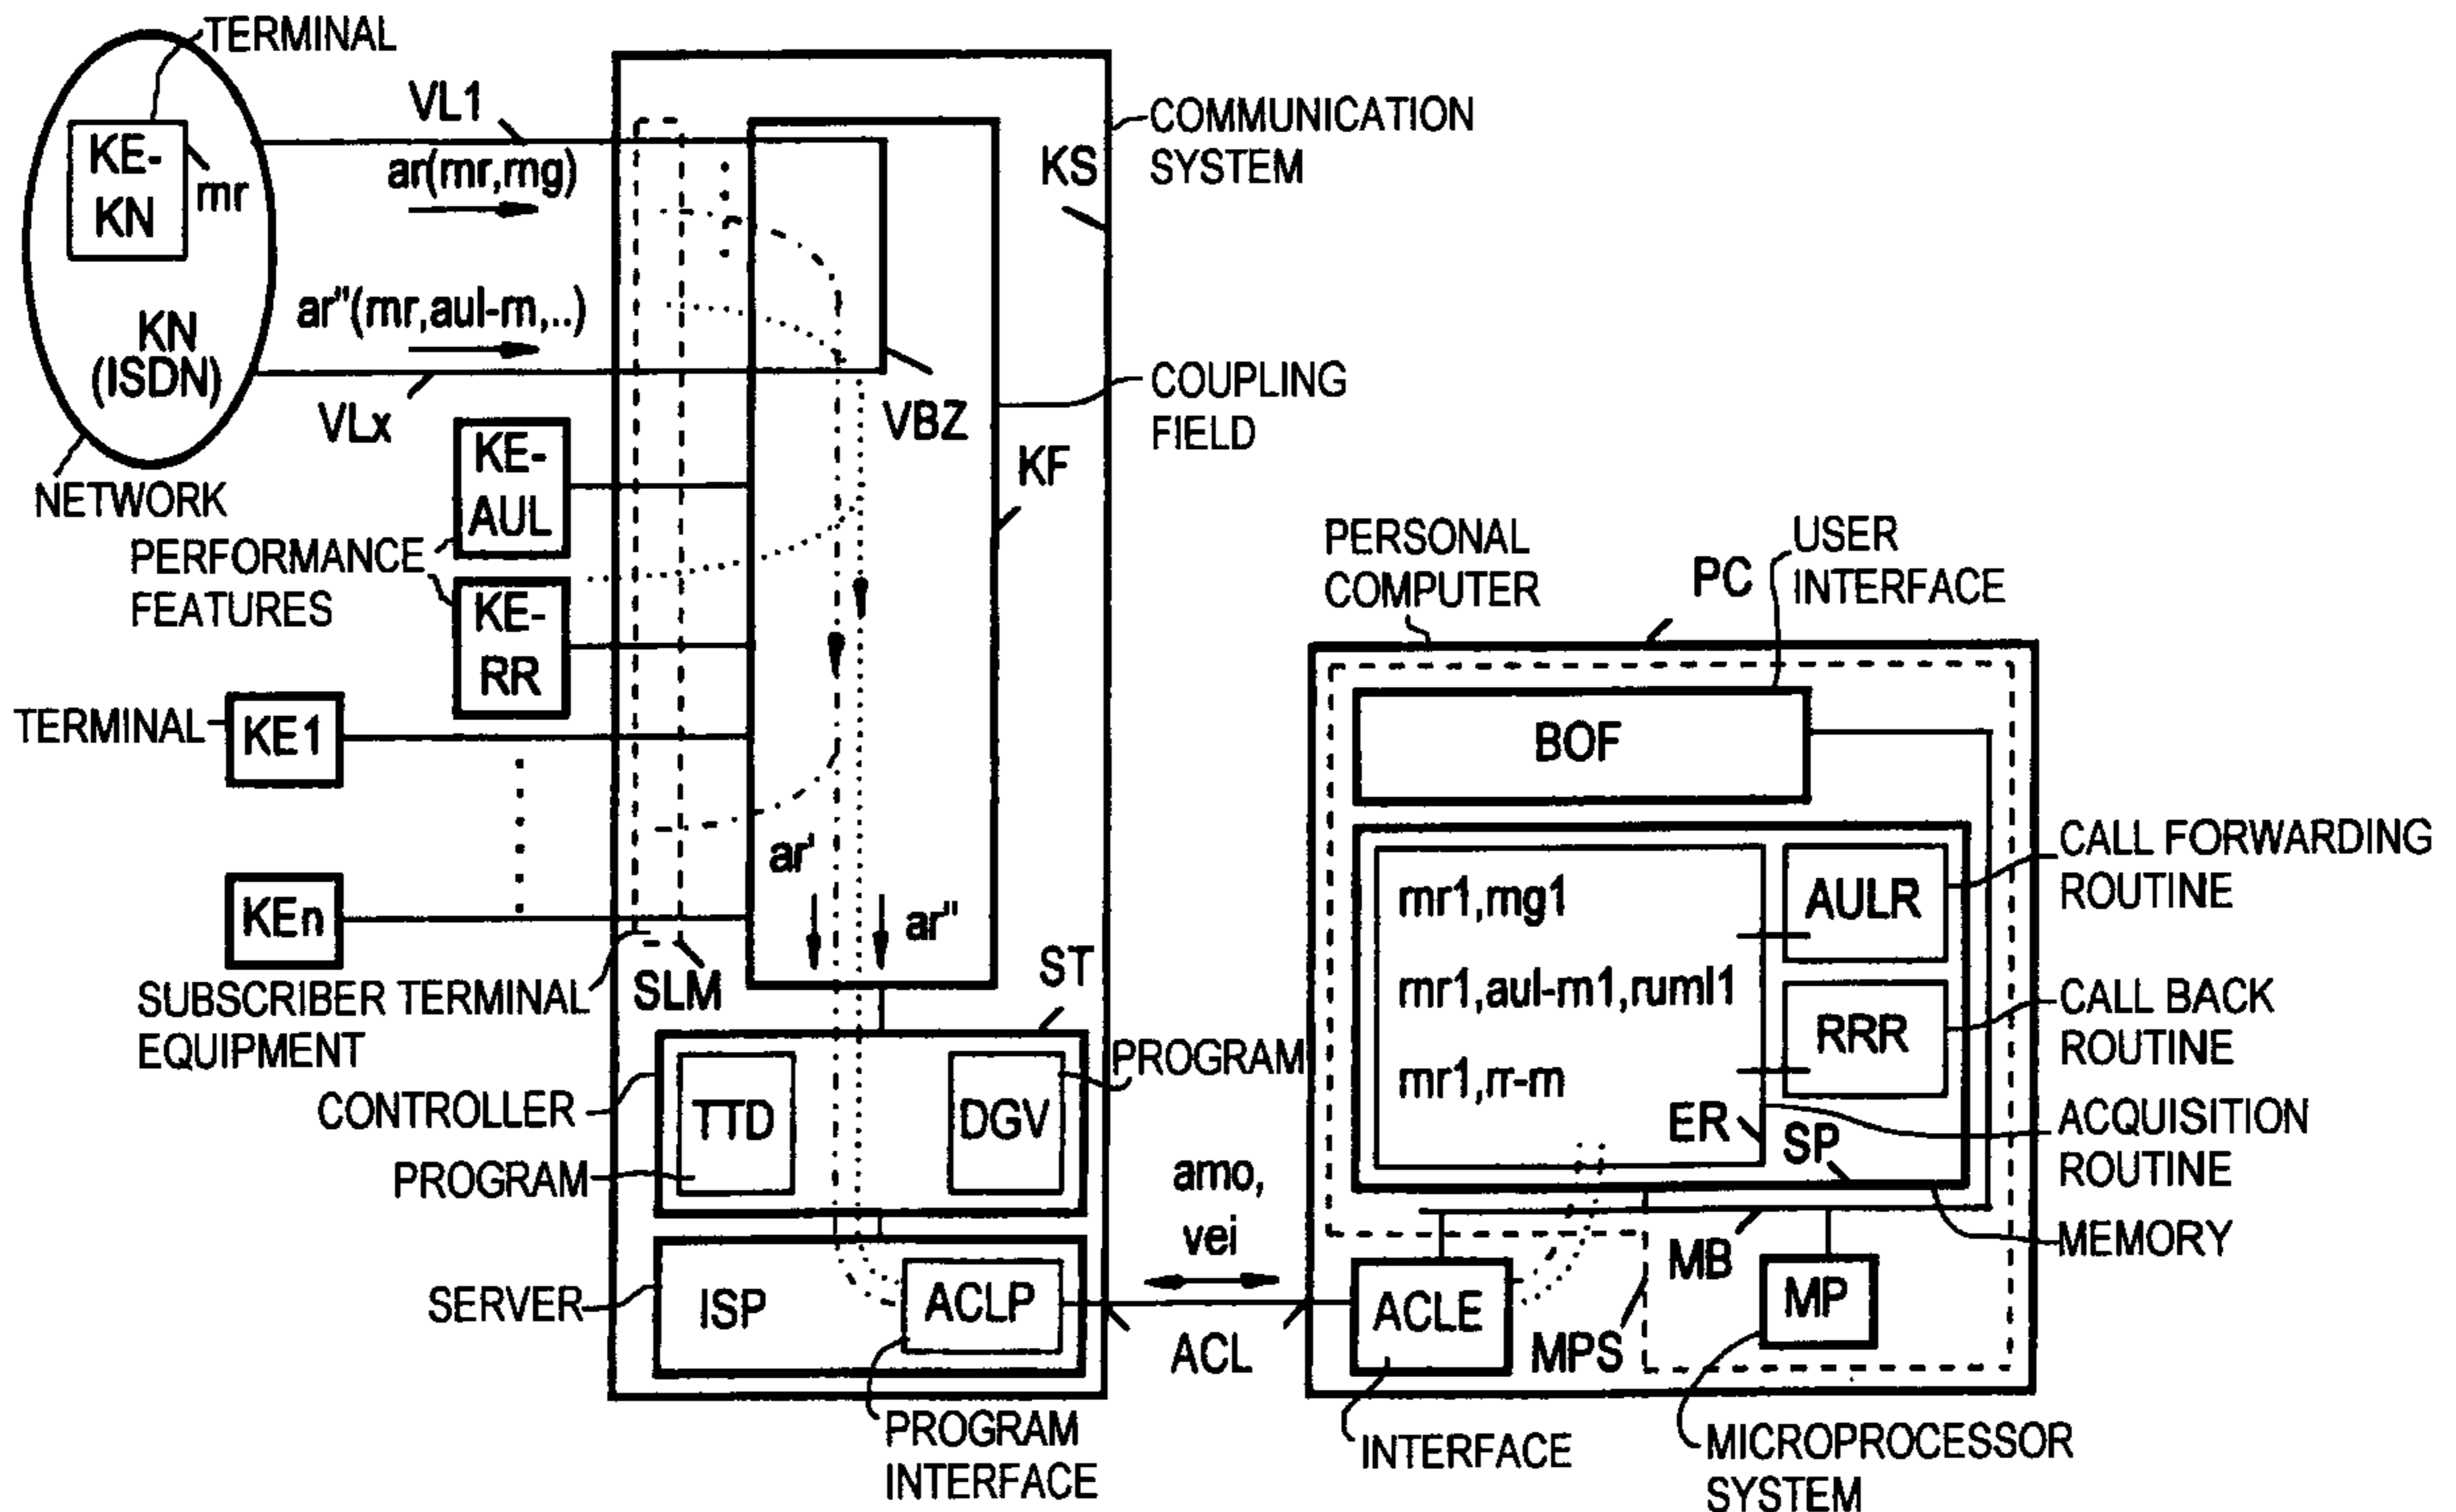 TERMINAL
KE-
KN
mr
KN
(ISDN)
NETWORK
VL1
ar(mr,mg)
ar"(mr,aul-m,..)
VLx
KE-
AUL
PERFORMANCE
FEATURES
KE-
RR
TERMINAL
KE1
KEn
SUBSCRIBER TERMINAL
EQUIPMENT
SLM
COMMUNICATION
SYSTEM
KS
VBZ
COUPLING
FIELD
KF
ar'
ar"
ST
CONTROLLER
TTD
DGV
PROGRAM
PROGRAM
SERVER
ISP
ACLP
PROGRAM
INTERFACE
amo,
vei
ACL
PERSONAL
COMPUTER
PC
USER
INTERFACE
BOF
mr1,mg1
AULR
CALL FORWARDING
ROUTINE
mr1,aul-m1,ruml1
RRR
CALL BACK
ROUTINE
mr1,rr-m
ER
SP
ACQUISITION
ROUTINE
MEMORY
MB
ACLE
MPS
MP
INTERFACE
MICROPROCESSOR
SYSTEM